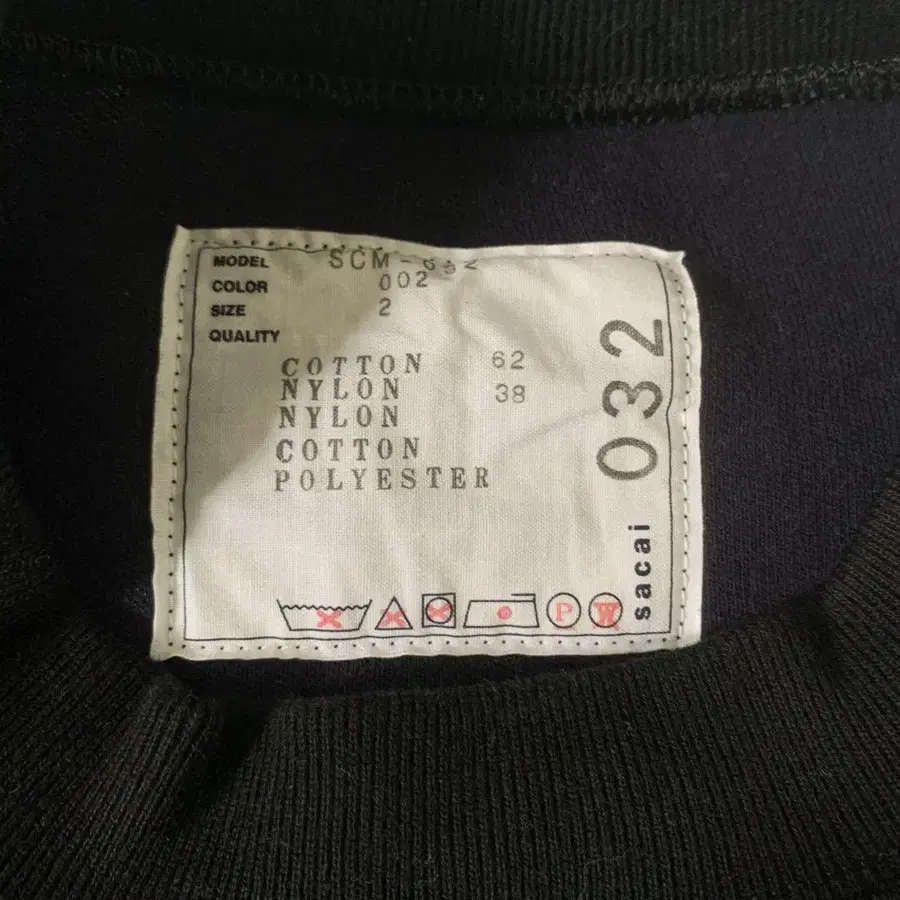 MODEL
COLOR 002
SIZE 2
QUALITY
COTTON 62
NYLON 38
NYLON
COTTON
POLYESTER
P
sacai 032